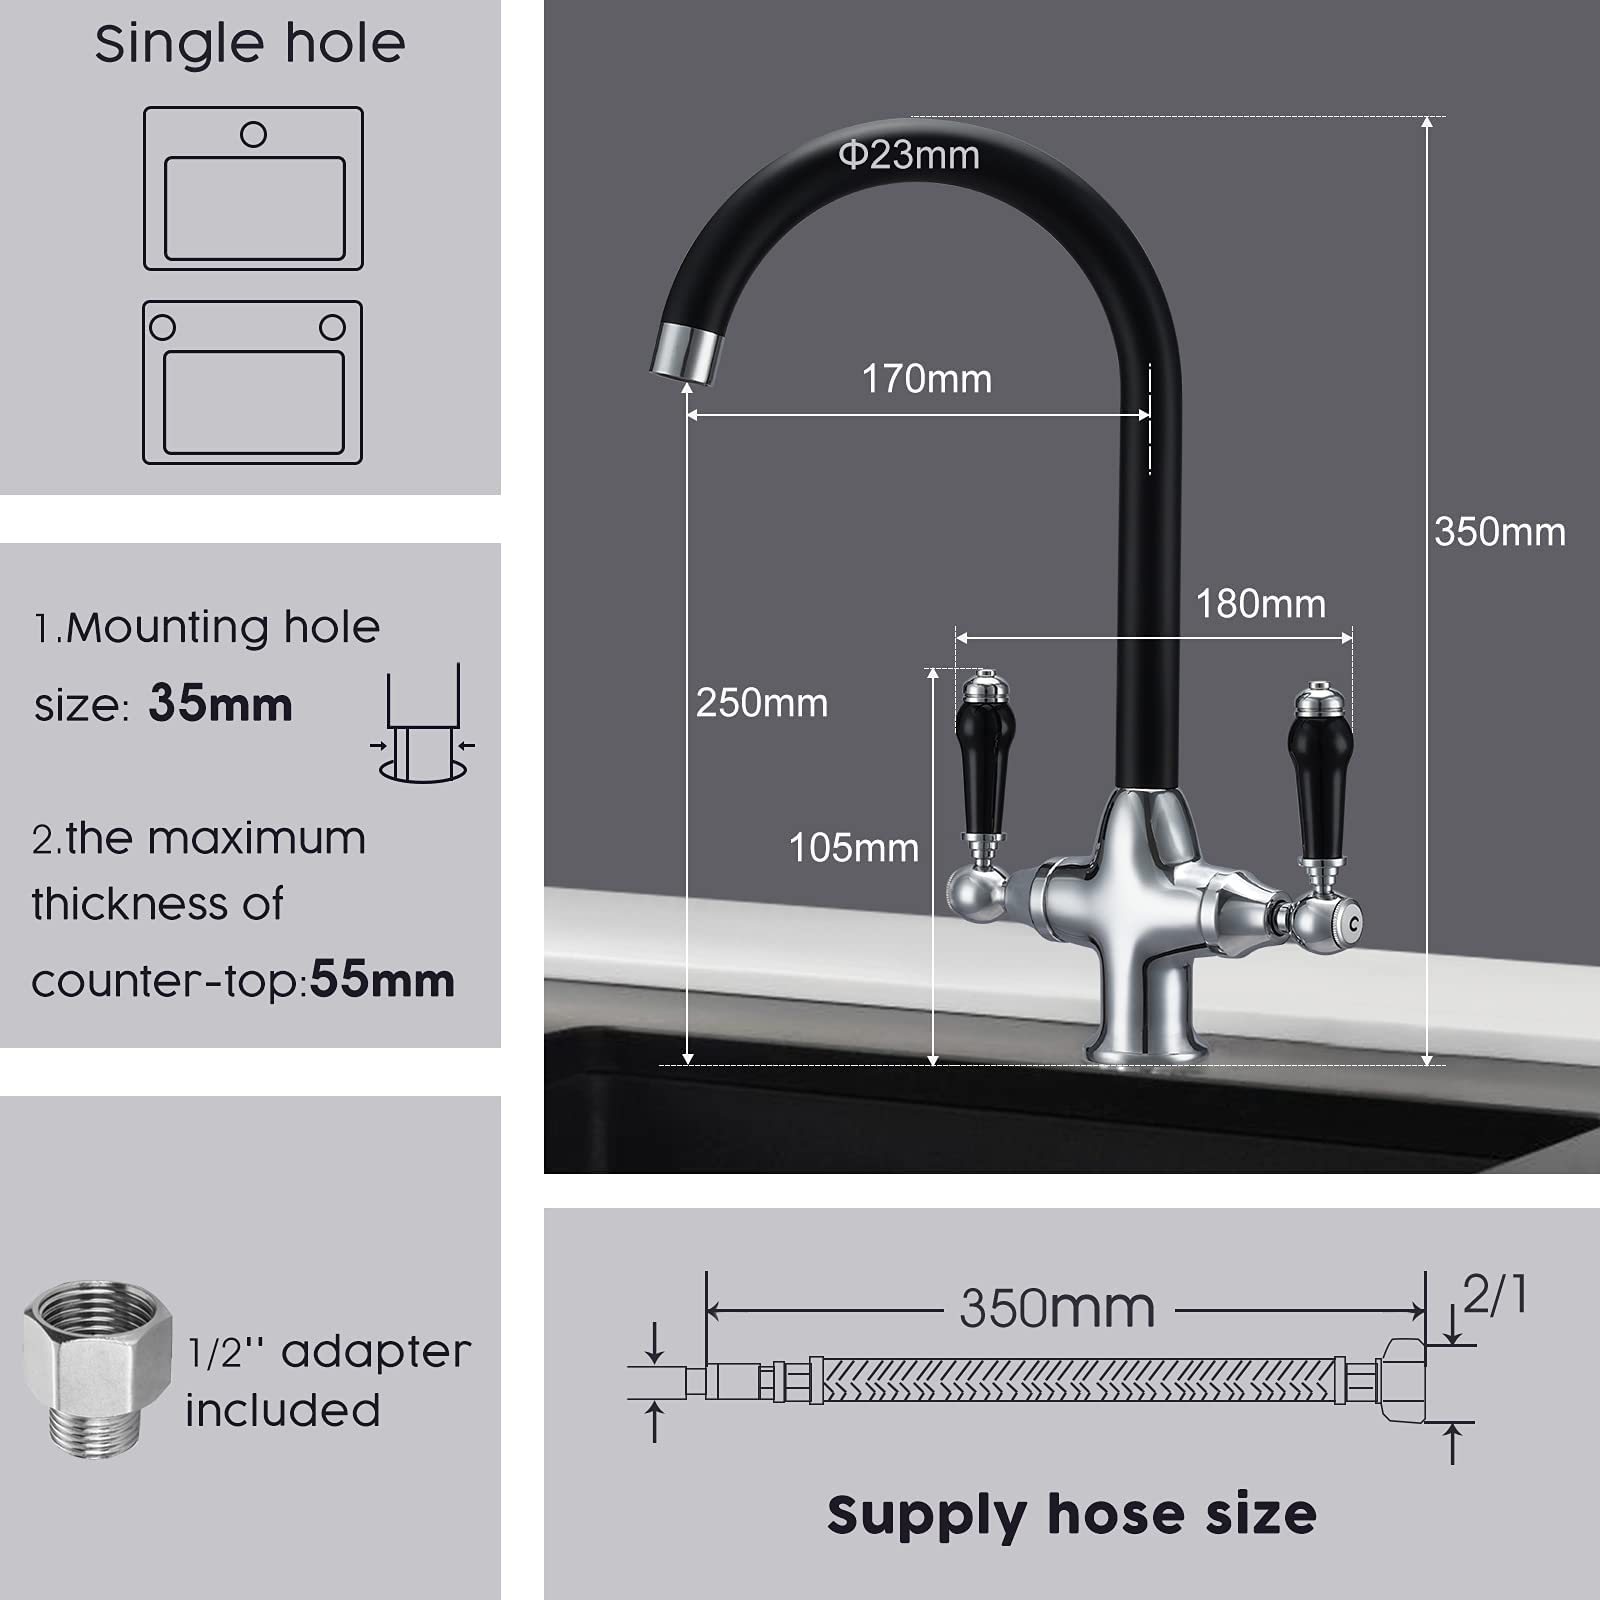 Single hole
Φ23mm
170mm
350mm
180mm
250mm
105mm
C
1.Mounting hole
size: 35mm
2.the maximum
thickness of
counter-top:55mm
1/2'' adapter
included
350mm
2/1
Supply hose size